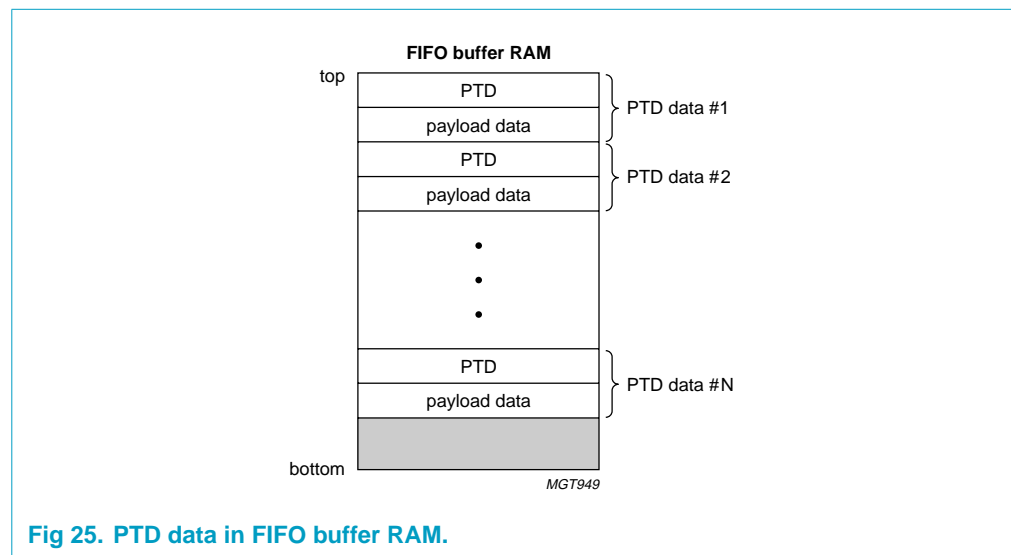 FIFO buffer RAM
top
PTD
payload data
PTD data #1
PTD
payload data
PTD data #2
PTD
payload data
PTD data #N
bottom
MGT949
Fig 25. PTD data in FIFO buffer RAM.